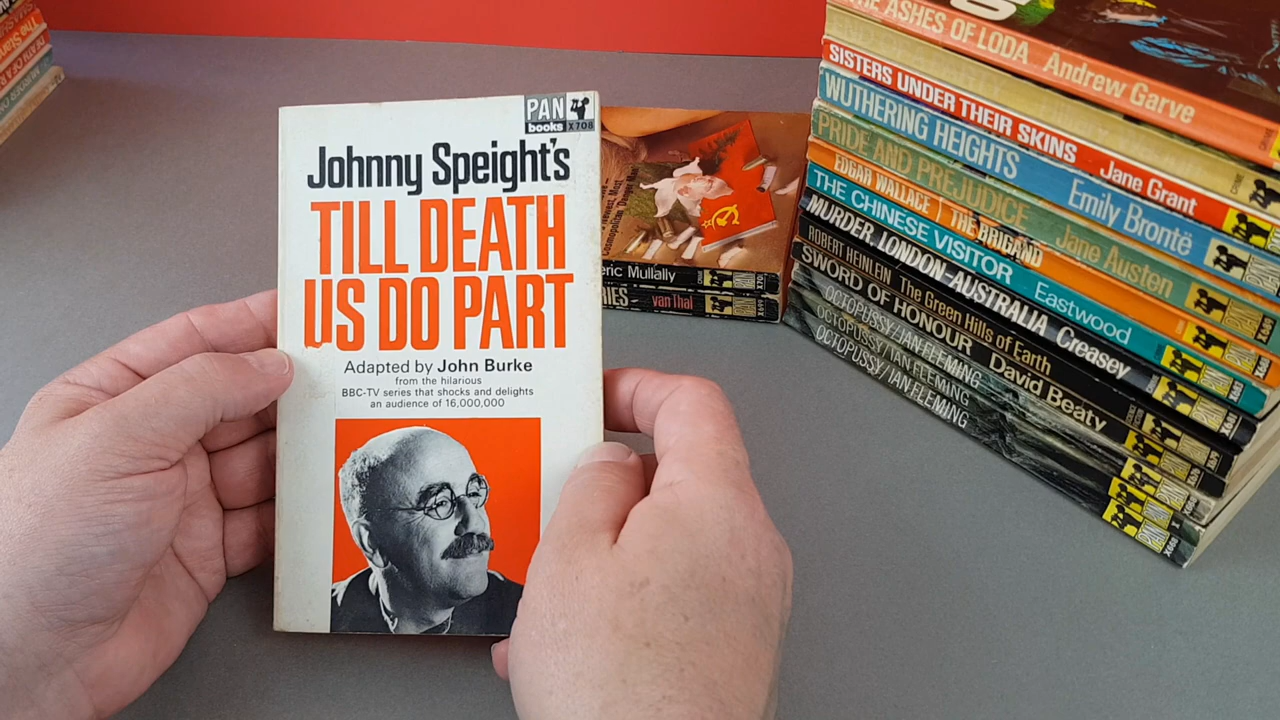 PAN
books X708
Johnny Speight's
TILL DEATH
US DO PART
Adapted by John Burke
from the hilarious
BBC-TV series that shocks and delights
an audience of 16,000,000
Cosmopolitan
eric Mullally
RIES van Thal
THE ASHES OF LODA Andrew Garve
SISTERS UNDER THEIR SKINS Jane Grant
WUTHERING HEIGHTS Emily Brontë
PRIDE AND PREJUDICE Jane Austen
EDGAR WALLACE THE BRIGAND
THE CHINESE VISITOR Eastwood
MURDER, LONDON-AUSTRALIA Creasey
ROBERT HEINLEIN The Green Hills of Earth
SWORD OF HONOUR David Beaty
OCTOPUSSY/IAN FLEMING
OCTOPUSSY/IAN FLEMING
OCTOPUSSY/IAN FLEMING